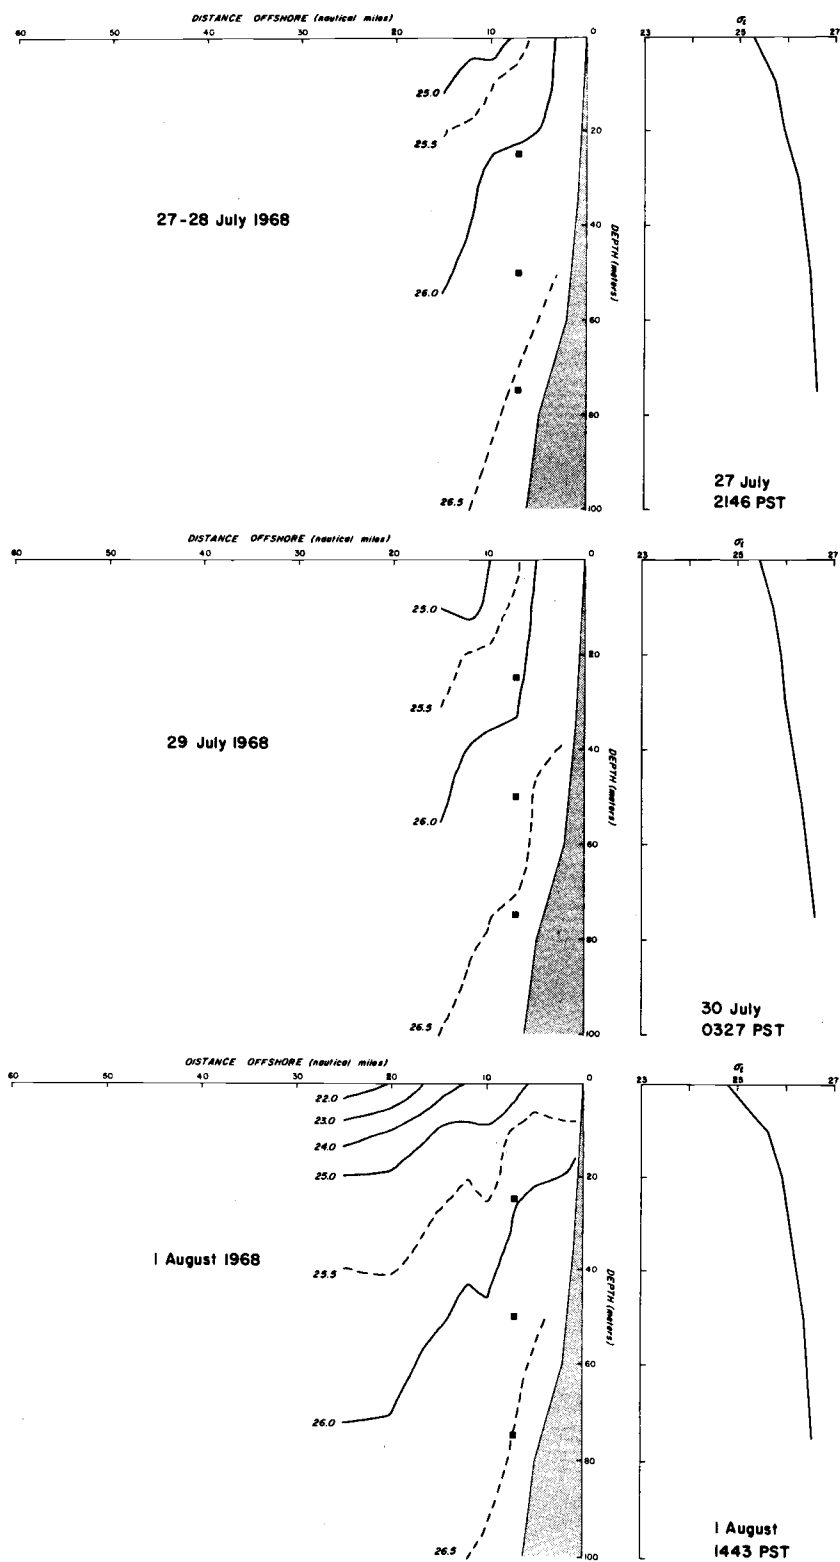 DISTANCE OFFSHORE (nautical miles)
60 50 40 30 20 10 0
25.0
25.5
26.0
26.5
20
40
60
80
100
DEPTH (meters)
27-28 July 1968
σt
23 25 27
27 July
2146 PST
DISTANCE OFFSHORE (nautical miles)
60 50 40 30 20 10 0
25.0
25.5
26.0
26.5
20
40
60
80
100
DEPTH (meters)
29 July 1968
σt
23 25 27
30 July
0327 PST
DISTANCE OFFSHORE (nautical miles)
60 50 40 30 20 10 0
22.0
23.0
24.0
25.0
25.5
26.0
26.5
20
40
60
80
100
DEPTH (meters)
1 August 1968
σt
23 25 27
1 August
1443 PST